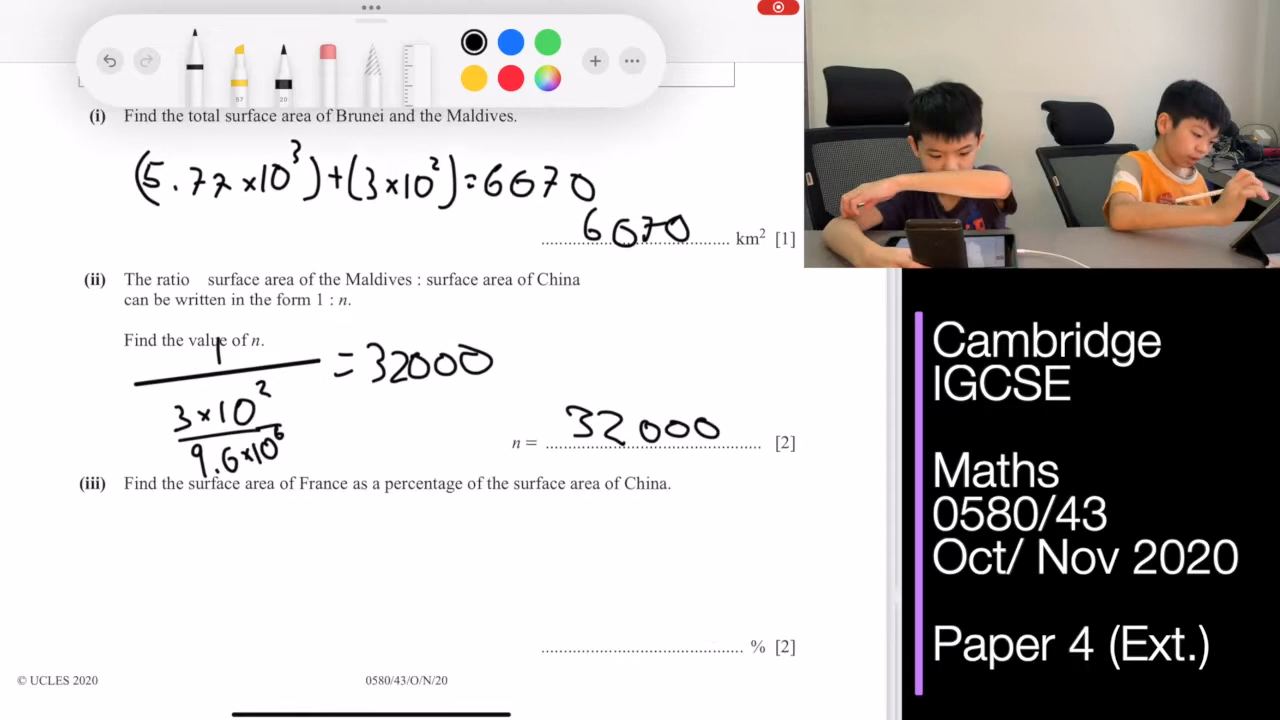 57
20
(i) Find the total surface area of Brunei and the Maldives.
(5.77×10³)+(3×10²)=6070
6070
km² [1]
(ii) The ratio surface area of the Maldives : surface area of China
can be written in the form 1 : n.
Find the value of n.
1
= 32000
3×10²
9.6×10⁶
n = 32000 [2]
(iii) Find the surface area of France as a percentage of the surface area of China.
% [2]
© UCLES 2020
0580/43/O/N/20
Cambridge
IGCSE
Maths
0580/43
Oct/ Nov 2020
Paper 4 (Ext.)